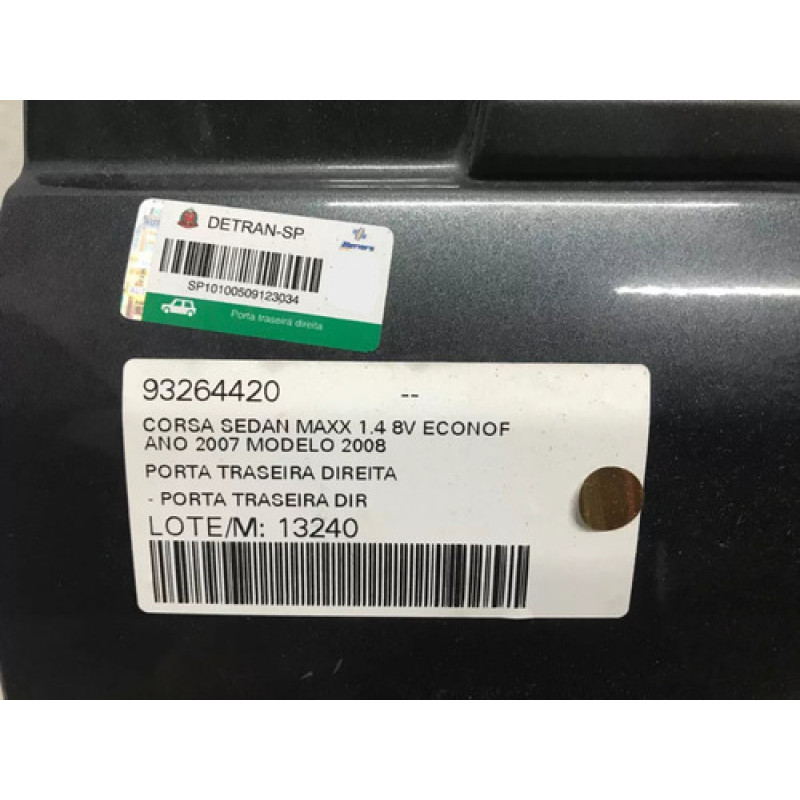 DETRAN-SP
SP10100509123034
Porta traseira direita
93264420 --
CORSA SEDAN MAXX 1.4 8V ECONOF
ANO 2007 MODELO 2008
PORTA TRASEIRA DIREITA
- PORTA TRASEIRA DIR
LOTE/M: 13240